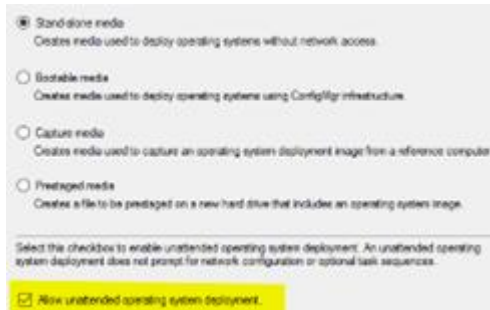 Stand-alone media
Creates media used to deploy operating systems without network access.
Bootable media
Creates media used to deploy operating systems using ConfigMgr infrastructure.
Capture media
Creates media used to capture an operating system deployment image from a reference computer
Prestaged media
Creates a file to be prestaged on a new hard drive that includes an operating system image.
Select this checkbox to enable unattended operating system deployment. An unattended operating
system deployment does not prompt for network configuration or optional task sequences.
Allow unattended operating system deployment.